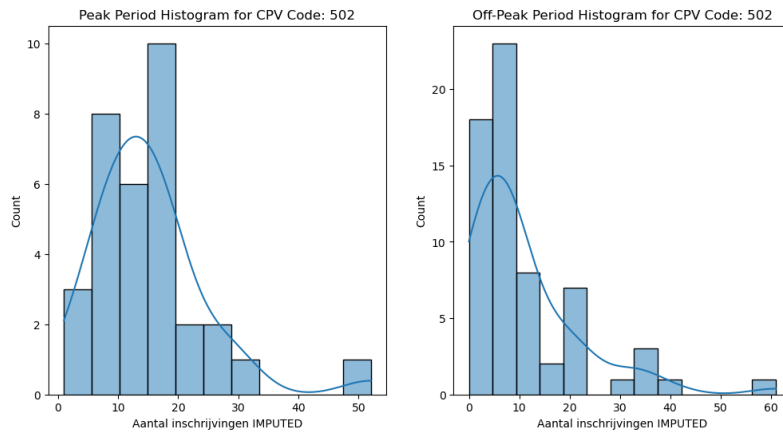 Peak Period Histogram for CPV Code: 502
10
8
6
4
2
0
Count
0 10 20 30 40 50
Aantal inschrijvingen IMPUTED
Off-Peak Period Histogram for CPV Code: 502
20
15
10
5
0
Count
0 10 20 30 40 50 60
Aantal inschrijvingen IMPUTED